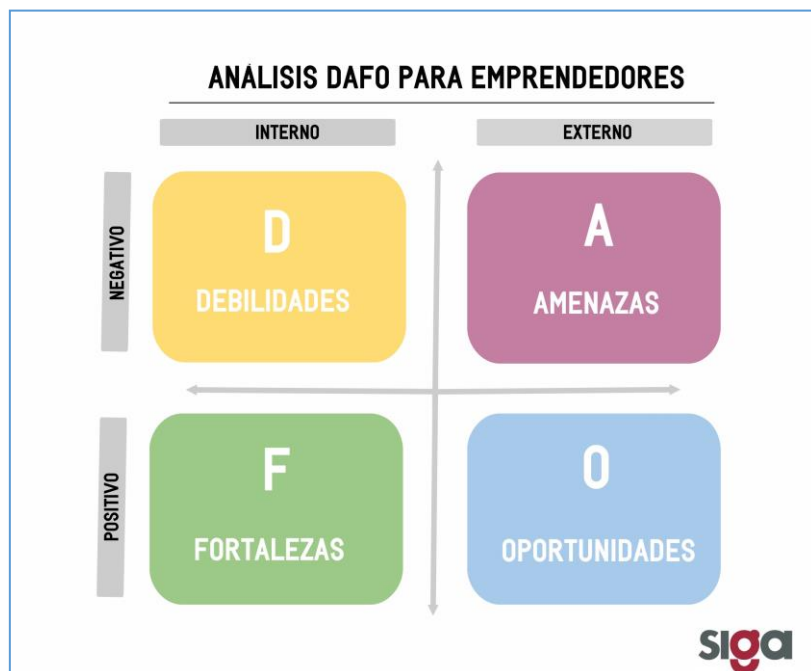 ANÁLISIS DAFO PARA EMPRENDEDORES
INTERNO
EXTERNO
NEGATIVO
D
DEBILIDADES
A
AMENAZAS
POSITIVO
F
FORTALEZAS
O
OPORTUNIDADES
siga